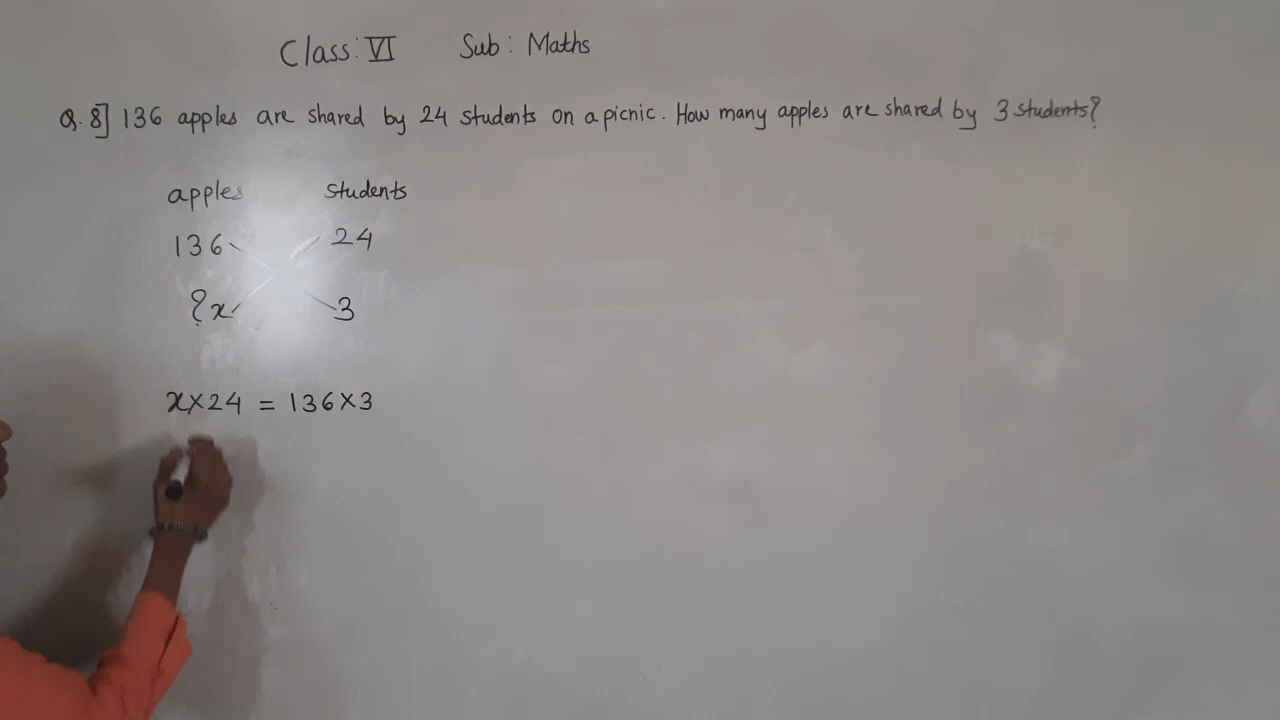 Class: VI Sub: Maths
Q. 8] 136 apples are shared by 24 students on a picnic. How many apples are shared by 3 students?
apples students
136 24
?x 3
x×24 = 136×3